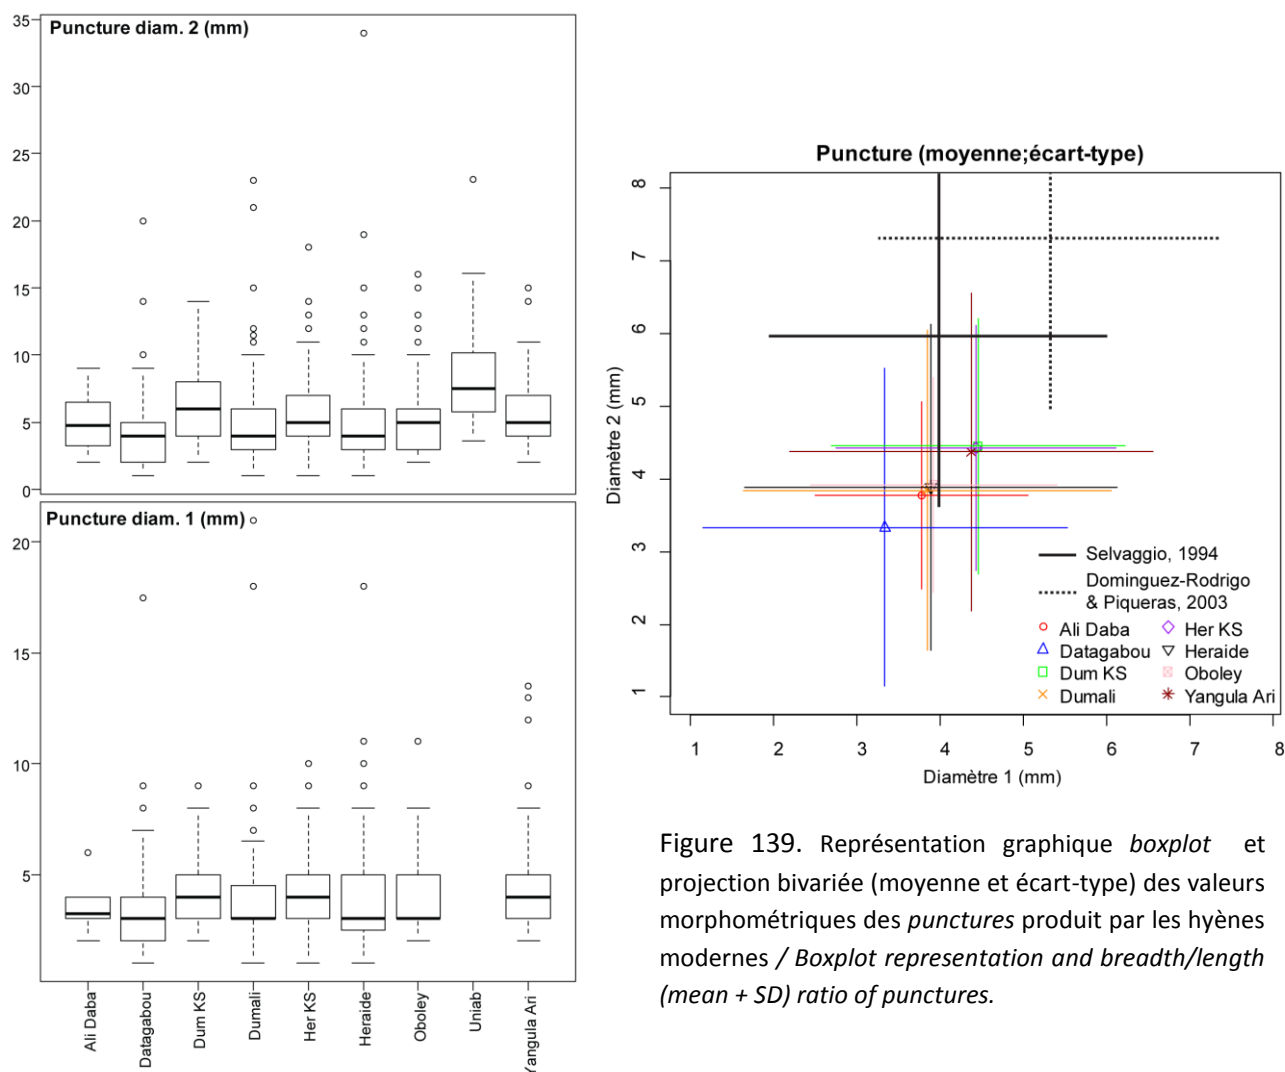 Puncture diam. 2 (mm)
35
30
25
20
15
10
5
0
Puncture diam. 1 (mm)
20
15
10
5
Ali Daba
Datagabou
Dum KS
Dumali
Her KS
Heraide
Oboley
Uniab
Yangula Ari
Puncture (moyenne;écart-type)
Diamètre 2 (mm)
8
7
6
5
4
3
2
1
1 2 3 4 5 6 7 8
Diamètre 1 (mm)
Selvaggio, 1994
Dominguez-Rodrigo
& Piqueras, 2003
Ali Daba
Datagabou
Dum KS
Dumali
Her KS
Heraide
Oboley
Yangula Ari
Figure 139. Représentation graphique boxplot et
projection bivariée (moyenne et écart-type) des valeurs
morphométriques des punctures produit par les hyènes
modernes / Boxplot representation and breadth/length
(mean + SD) ratio of punctures.